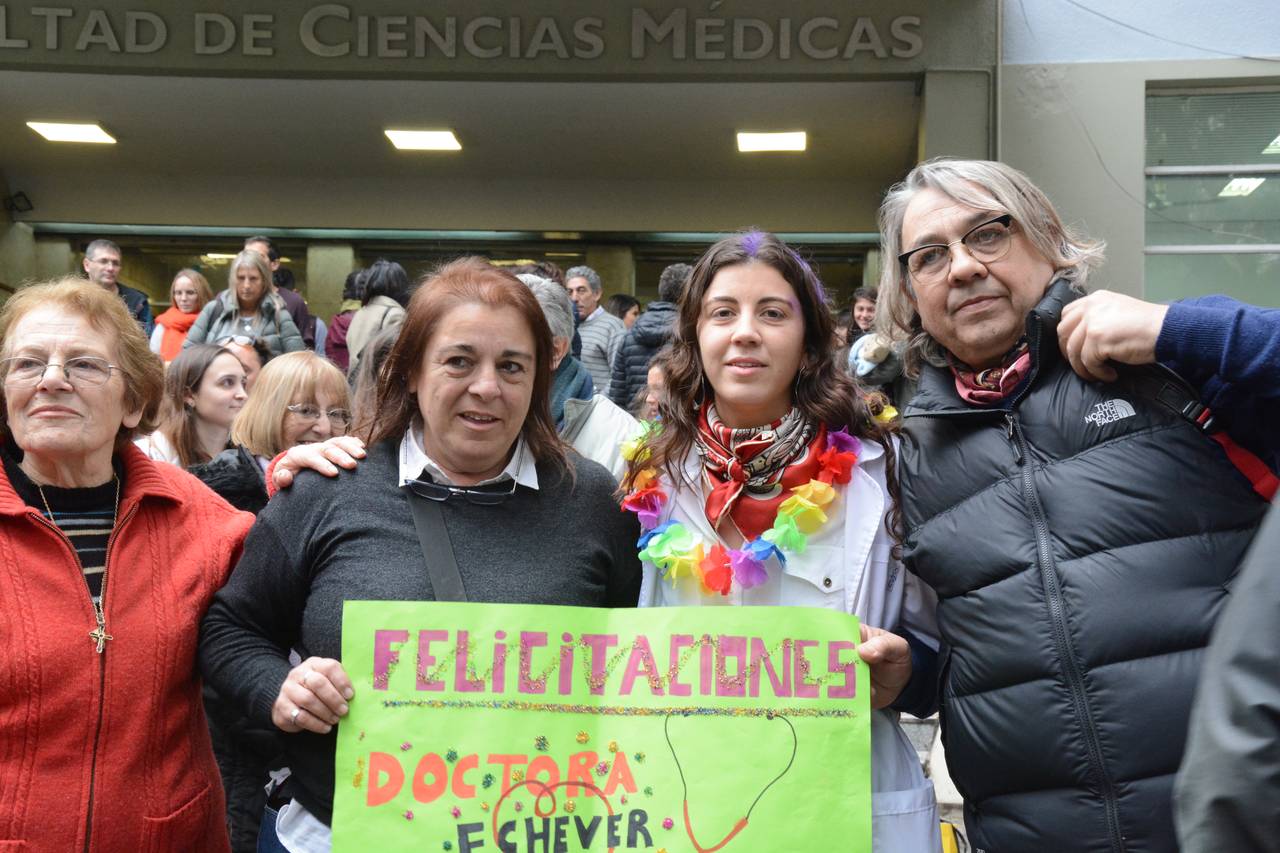 LTAD DE CIENCIAS MÉDICAS
THE
NORTH
FACE
FELICITACIONES
DOCTORA
ECHEVER